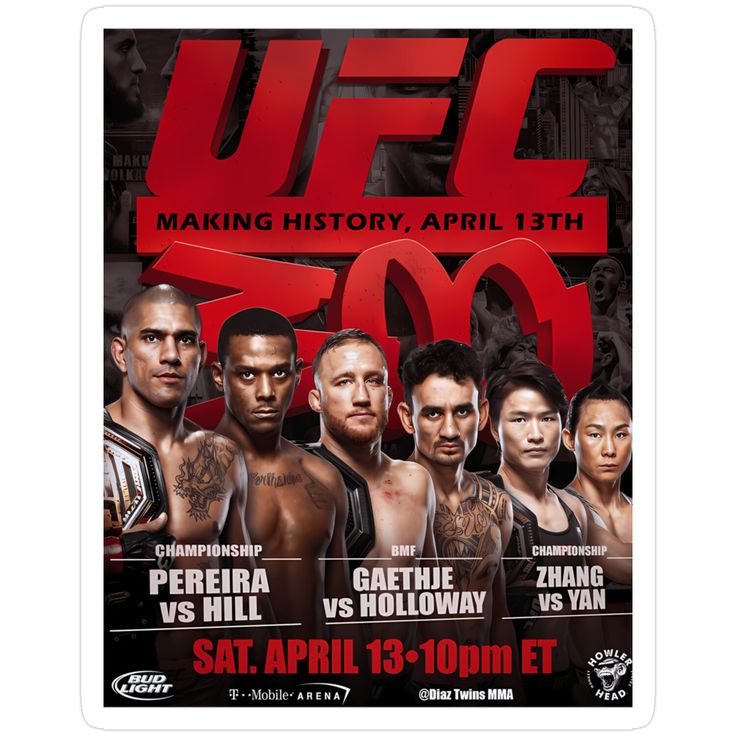 UFC
MAKING HISTORY, APRIL 13TH
CHAMPIONSHIP
PEREIRA
VS HILL
BMF
GAETHJE
VS HOLLOWAY
CHAMPIONSHIP
ZHANG
VS YAN
SAT. APRIL 13•10pm ET
BUD
LIGHT
T··Mobile· ARENA
@Diaz Twins MMA
HOWLER
HEAD